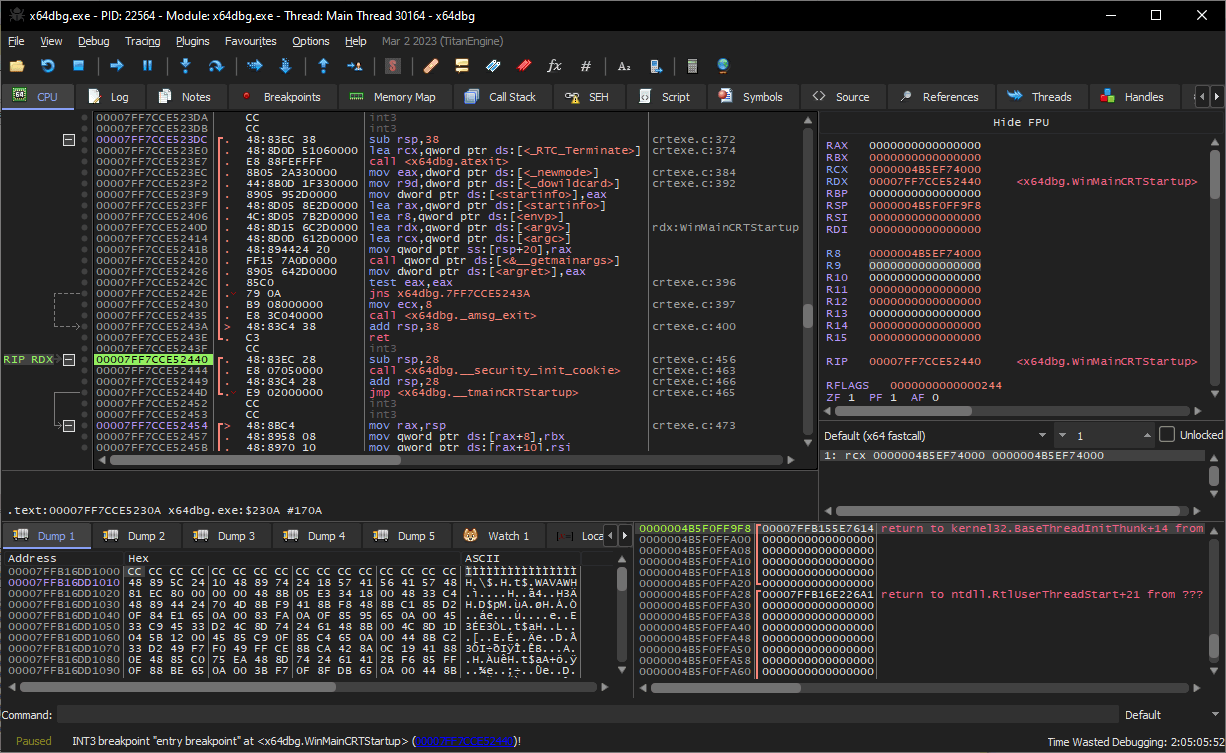 x64dbg.exe - PID: 22564 - Module: x64dbg.exe - Thread: Main Thread 30164 - x64dbg
File View Debug Tracing Plugins Favourites Options Help Mar 2 2023 (TitanEngine)
CPU Log Notes Breakpoints Memory Map Call Stack SEH Script Symbols Source References Threads Handles
00007FF7CCE523DA CC int3
00007FF7CCE523DB CC int3
00007FF7CCE523DC 48:83EC 38 sub rsp,38 crtexe.c:372
00007FF7CCE523E0 48:8D0D 51060000 lea rcx,qword ptr ds:[<_RTC_Terminate>] crtexe.c:374
00007FF7CCE523E7 E8 88FEFFFF call <x64dbg.atexit>
00007FF7CCE523EC 8B05 2A330000 mov eax,dword ptr ds:[<_newmode>] crtexe.c:384
00007FF7CCE523F2 44:8B0D 1F330000 mov r9d,dword ptr ds:[<_dowildcard>] crtexe.c:392
00007FF7CCE523F9 8905 952D0000 mov dword ptr ds:[<startinfo>],eax
00007FF7CCE523FF 48:8D05 8E2D0000 lea rax,qword ptr ds:[<startinfo>]
00007FF7CCE52406 4C:8D05 7B2D0000 lea r8,qword ptr ds:[<envp>]
00007FF7CCE5240D 48:8D15 6C2D0000 lea rdx,qword ptr ds:[<argv>] rdx:WinMainCRTStartup
00007FF7CCE52414 48:8D0D 612D0000 lea rcx,qword ptr ds:[<argc>]
00007FF7CCE5241B 48:894424 20 mov qword ptr ss:[rsp+20],rax
00007FF7CCE52420 FF15 7A0D0000 call qword ptr ds:[<&__getmainargs>]
00007FF7CCE52426 8905 642D0000 mov dword ptr ds:[<argret>],eax
00007FF7CCE5242C 85C0 test eax,eax crtexe.c:396
00007FF7CCE5242E 79 0A jns x64dbg.7FF7CCE5243A
00007FF7CCE52430 B9 08000000 mov ecx,8 crtexe.c:397
00007FF7CCE52435 E8 3C040000 call <x64dbg._amsg_exit>
00007FF7CCE5243A 48:83C4 38 add rsp,38 crtexe.c:400
00007FF7CCE5243E C3 ret
00007FF7CCE5243F CC int3
RIP RDX 00007FF7CCE52440 48:83EC 28 sub rsp,28 crtexe.c:456
00007FF7CCE52444 E8 07050000 call <x64dbg.__security_init_cookie> crtexe.c:463
00007FF7CCE52449 48:83C4 28 add rsp,28 crtexe.c:466
00007FF7CCE5244D E9 02000000 jmp <x64dbg.__tmainCRTStartup> crtexe.c:465
00007FF7CCE52452 CC int3
00007FF7CCE52453 CC int3
00007FF7CCE52454 48:8BC4 mov rax,rsp crtexe.c:473
00007FF7CCE52457 48:8958 08 mov qword ptr ds:[rax+8],rbx
00007FF7CCE5245B 48:8970 10 mov qword ptr ds:[rax+10],rsi
.text:00007FF7CCE5230A x64dbg.exe:$230A #170A
Hide FPU
RAX 0000000000000000
RBX 0000000000000000
RCX 0000004B5EF74000
RDX 00007FF7CCE52440 <x64dbg.WinMainCRTStartup>
RBP 0000000000000000
RSP 0000004B5F0FF9F8
RSI 0000000000000000
RDI 0000000000000000
R8 0000004B5EF74000
R9 0000000000000000
R10 0000000000000000
R11 0000000000000000
R12 0000000000000000
R13 0000000000000000
R14 0000000000000000
R15 0000000000000000
RIP 00007FF7CCE52440 <x64dbg.WinMainCRTStartup>
RFLAGS 0000000000000244
ZF 1 PF 1 AF 0
Default (x64 fastcall) 1 Unlocked
1: rcx 0000004B5EF74000 0000004B5EF74000
Dump 1 Dump 2 Dump 3 Dump 4 Dump 5 Watch 1 Loca
Address Hex ASCII
00007FFB16DD1000 CC CC CC CC CC CC CC CC CC CC CC CC CC CC CC CC ÌÌÌÌÌÌÌÌÌÌÌÌÌÌÌÌ
00007FFB16DD1010 48 89 5C 24 10 48 89 74 24 18 57 41 56 41 57 48 H.\$.H.t$.WAVAWH
00007FFB16DD1020 81 EC 80 00 00 00 48 8B 05 E3 34 18 00 48 33 C4 .ì....H..ã4..H3Ä
00007FFB16DD1030 48 89 44 24 70 4D 8B F9 41 8B F8 48 8B C1 85 D2 H.D$pM.ùA.øH.Á.Ò
00007FFB16DD1040 0F 84 E1 65 0A 00 83 FA 0A 0F 85 95 65 0A 00 45
00007FFB16DD1050 33 C9 45 33 D2 4C 8D 74 24 61 48 8B 00 4C 8D 1D
00007FFB16DD1070 04 5B 12 00 45 85 C9 0F 85 C4 65 0A 00 44 8B C2
00007FFB16DD1070 33 D2 49 F7 F0 49 FF CE 8B CA 42 8A 0C 19 41 88
00007FFB16DD1080 0E 48 85 C0 75 EA 48 8D 74 24 61 41 2B F6 85 FF
00007FFB16DD1090 0F 88 BE 65 0A 00 3B F7 0F 8F DB 65 0A 00 44 8B
0000004B5F0FF9F8 00007FFB155E7614 return to kernel32.BaseThreadInitThunk+14 from
0000004B5F0FFA00 0000000000000000
0000004B5F0FFA08 0000000000000000
0000004B5F0FFA10 0000000000000000
0000004B5F0FFA18 0000000000000000
0000004B5F0FFA20 0000000000000000
0000004B5F0FFA28 00007FFB16E226A1 return to ntdll.RtlUserThreadStart+21 from ???
0000004B5F0FFA30 0000000000000000
0000004B5F0FFA38 0000000000000000
0000004B5F0FFA40 0000000000000000
0000004B5F0FFA48 0000000000000000
0000004B5F0FFA50 0000000000000000
0000004B5F0FFA58 0000000000000000
0000004B5F0FFA60 0000000000000000
Command: Default
Paused INT3 breakpoint "entry breakpoint" at <x64dbg.WinMainCRTStartup> ( )!
Time Wasted Debugging: 2:05:05:52